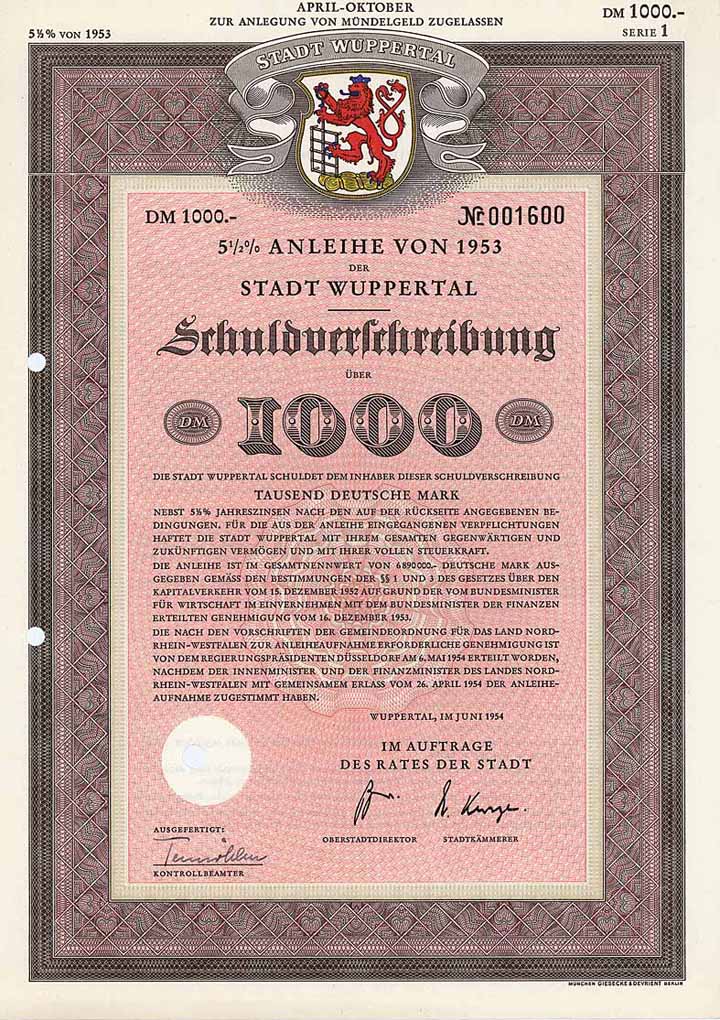 APRIL-OKTOBER
ZUR ANLEGUNG VON MÜNDELGELD ZUGELASSEN
5½% VON 1953
DM 1000.-
SERIE 1
STADT WUPPERTAL
DM 1000.-
№ 001600
5½% ANLEIHE VON 1953
DER
STADT WUPPERTAL
Schuldverschreibung
ÜBER
DM 1000 DM
DIE STADT WUPPERTAL SCHULDET DEM INHABER DIESER SCHULDVERSCHREIBUNG
TAUSEND DEUTSCHE MARK
NEBST 5½% JAHRESZINSEN NACH DEN AUF DER RÜCKSEITE ANGEGEBENEN BE-
DINGUNGEN. FÜR DIE AUS DER ANLEIHE EINGEGANGENEN VERPFLICHTUNGEN
HAFTET DIE STADT WUPPERTAL MIT IHREM GESAMTEN GEGENWÄRTIGEN UND
ZUKÜNFTIGEN VERMÖGEN UND MIT IHRER VOLLEN STEUERKRAFT.
DIE ANLEIHE IST IM GESAMTNENNWERT VON 6890000.- DEUTSCHE MARK AUS-
GEGEBEN GEMÄSS DEN BESTIMMUNGEN DER §§ 1 UND 3 DES GESETZES ÜBER DEN
KAPITALVERKEHR VOM 15. DEZEMBER 1952 AUF GRUND DER VOM BUNDESMINISTER
FÜR WIRTSCHAFT IM EINVERNEHMEN MIT DEM BUNDESMINISTER DER FINANZEN
ERTEILTEN GENEHMIGUNG VOM 16. DEZEMBER 1953.
DIE NACH DEN VORSCHRIFTEN DER GEMEINDEORDNUNG FÜR DAS LAND NORD-
RHEIN-WESTFALEN ZUR ANLEIHEAUFNAHME ERFORDERLICHE GENEHMIGUNG IST
VON DEM REGIERUNGSPRÄSIDENTEN DÜSSELDORF AM 6. MAI 1954 ERTEILT WORDEN,
NACHDEM DER INNENMINISTER UND DER FINANZMINISTER DES LANDES NORD-
RHEIN-WESTFALEN MIT GEMEINSAMEM ERLASS VOM 26. APRIL 1954 DER ANLEIHE-
AUFNAHME ZUGESTIMMT HABEN.
WUPPERTAL, IM JUNI 1954
IM AUFTRAGE
DES RATES DER STADT
OBERSTADTDIREKTOR STADTKÄMMERER
AUSGEFERTIGT:
KONTROLLBEAMTER
MÜNCHEN GIESECKE & DEVRIENT BERLIN